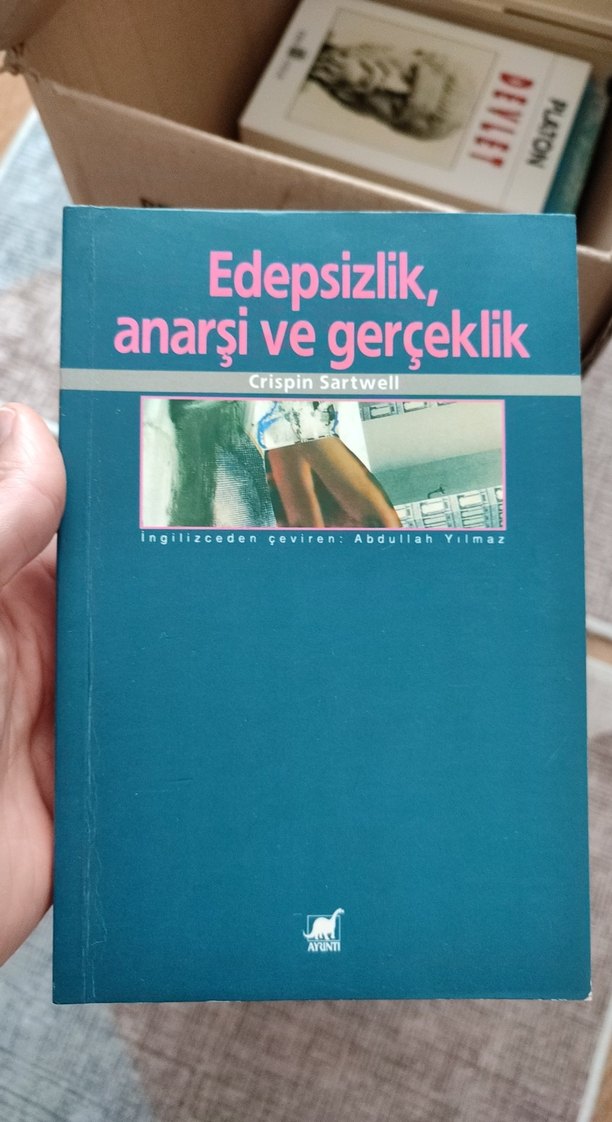 PLATON
DEVLET
Edepsizlik,
anarşi ve gerçeklik
Crispin Sartwell
İngilizceden çeviren: Abdullah Yılmaz
AYRINTI